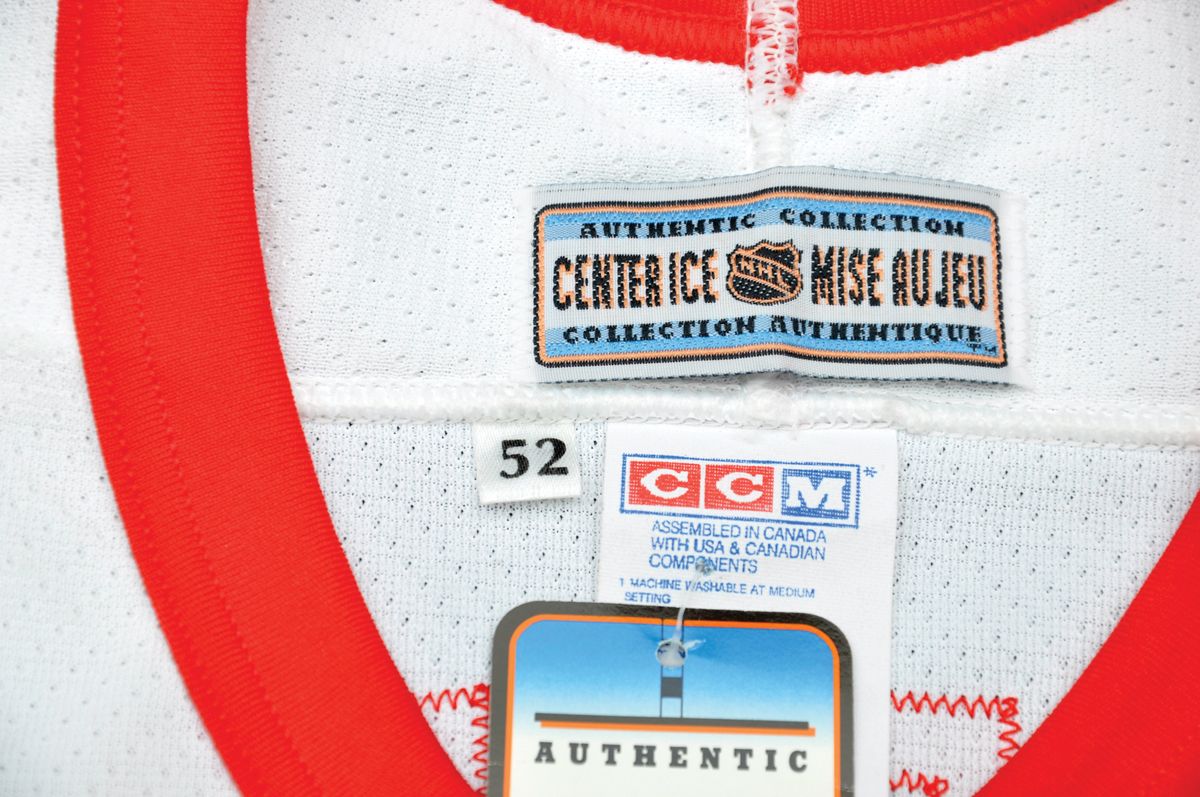 AUTHENTIC COLLECTION
CENTER ICE NHL MISE AU JEU
COLLECTION AUTHENTIQUE™
52
CCM*
ASSEMBLED IN CANADA
WITH USA & CANADIAN
COMPONENTS
1 MACHINE WASHABLE AT MEDIUM
SETTING
AUTHENTIC